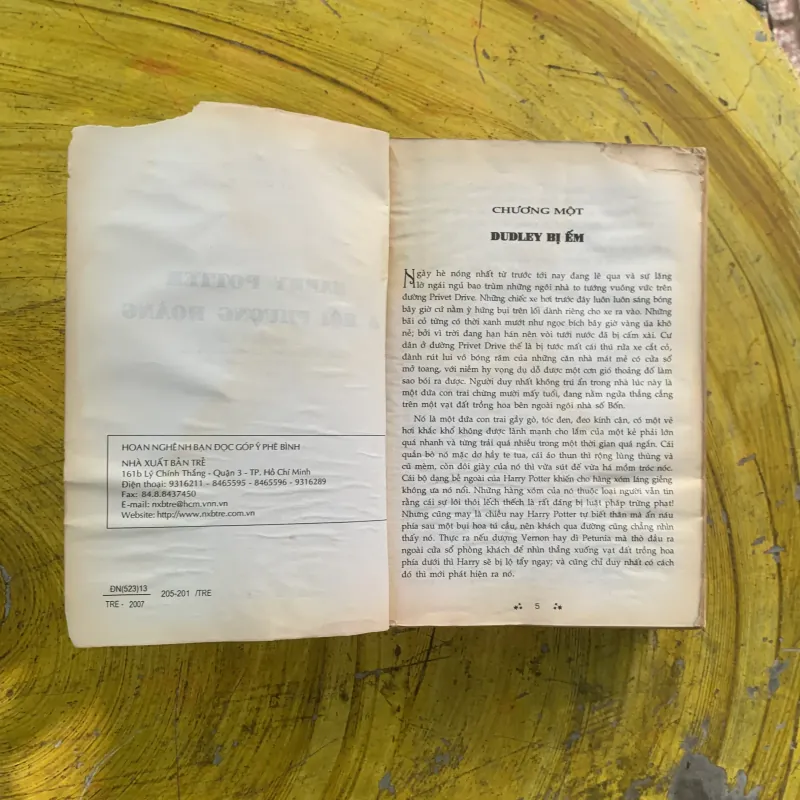 HARRY POTTER
HỘI PHƯỢNG HOÀNG
HOAN NGHÊNH BẠN ĐỌC GÓP Ý PHÊ BÌNH
NHÀ XUẤT BẢN TRẺ
161b Lý Chính Thắng - Quận 3 - TP. Hồ Chí Minh
Điện thoại: 9316211 - 8465595 - 8465596 - 9316289
Fax: 84.8.8437450
E-mail: nxbtre@hcm.vnn.vn
Website: http://www.nxbtre.com.vn
ĐN(523)13
TRE - 2007
205-201 /TRE
CHƯƠNG MỘT
DUDLEY BỊ ẾM
Ngày hè nóng nhất từ trước tới nay đang lê qua và sự lặng
lờ ngái ngủ bao trùm những ngôi nhà to tướng vuông vức trên
đường Privet Drive. Những chiếc xe hơi trước đây luôn luôn sáng bóng
bây giờ cứ nằm ỳ hứng bụi trên lối dành riêng cho xe ra vào. Những
bãi cỏ từng có thời xanh mướt như ngọc bích bây giờ vàng úa khô
nẻ; bởi vì trời đang hạn hán nên vòi tưới nước đã bị cấm xài. Cư
dân ở đường Privet Drive thế là bị tước mất cái thú rửa xe cắt cỏ,
đành rút lui vô bóng râm của những căn nhà mát mẻ có cửa sổ
mở toang, với niềm hy vọng dụ dỗ được một cơn gió thoảng đổ làm
sao bôi ra được. Người duy nhất không trú ẩn trong nhà lúc này là
một đứa con trai chừng mười mấy tuổi, đang nằm ngửa thẳng cẳng
trên một vạt đất trồng hoa bên ngoài ngôi nhà số Bốn.
Nó là một đứa con trai gầy gò, tóc đen, đeo kính cận, có một vẻ
hơi khắc khổ không được lành mạnh cho lắm của một kẻ phải lớn
quá nhanh và từng trải quá nhiều trong một thời gian quá ngắn. Cái
quần bò nó mặc dơ hầy te tua, cái áo thun thì rộng lùng thùng và
cũ mèm, còn đôi giày của nó thì vừa sút đế vừa há mồm tróc nóc.
Cái bộ dạng bề ngoài của Harry Potter khiến cho hàng xóm láng giềng
không ưa nó nổi. Những hàng xóm của nó thuộc loại người vẫn tin
rằng cái sự lôi thôi lếch thếch là rất đáng bị luật pháp trừng phạt!
Nhưng cũng may là chiều nay Harry Potter tự biết thân mà ẩn náu
phía sau một bụi hoa tú cầu, nên khách qua đường cũng chẳng nhìn
thấy nó. Thực ra nếu dượng Vernon hay dì Petunia mà thò đầu ra
ngoài cửa sổ phòng khách để nhìn thẳng xuống vạt đất trồng hoa
phía dưới thì Harry sẽ bị lộ tẩy ngay; và cũng chỉ duy nhất có cách
đó thì mới phát hiện ra nó.
5